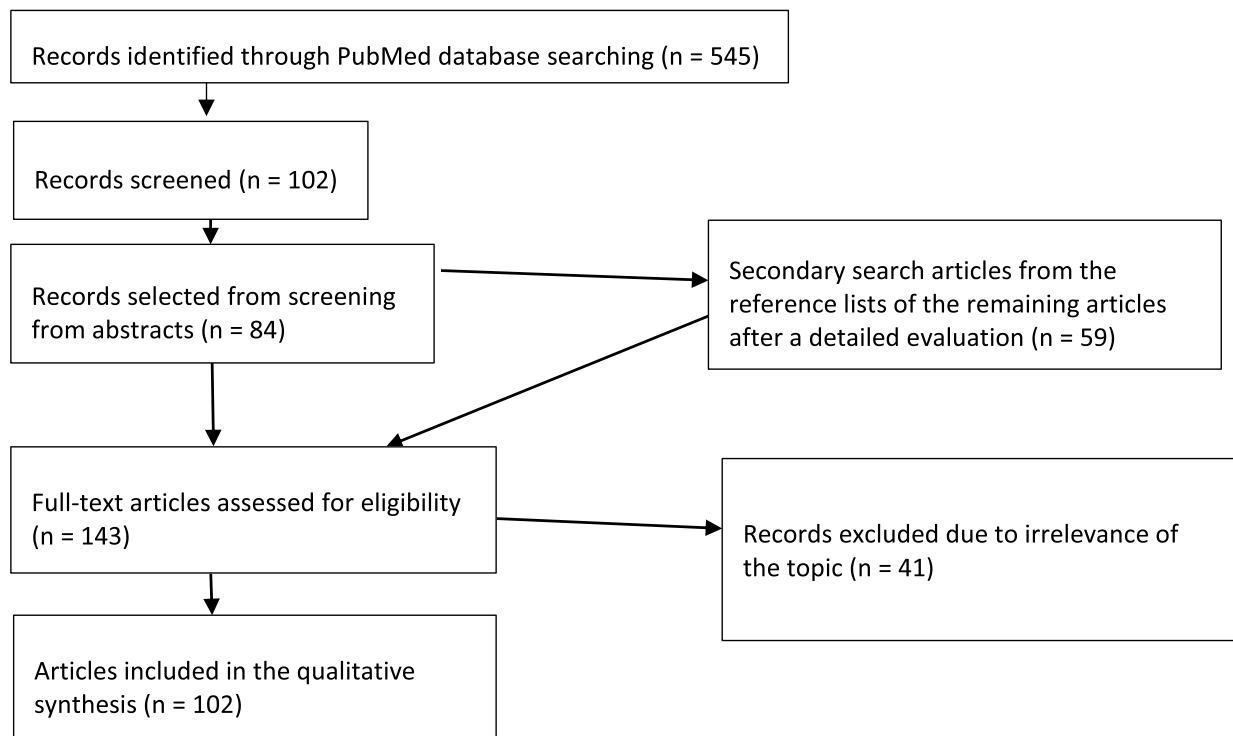 Records identified through PubMed database searching (n = 545)
Records screened (n = 102)
Records selected from screening
from abstracts (n = 84)
Secondary search articles from the
reference lists of the remaining articles
after a detailed evaluation (n = 59)
Full-text articles assessed for eligibility
(n = 143)
Records excluded due to irrelevance of
the topic (n = 41)
Articles included in the qualitative
synthesis (n = 102)